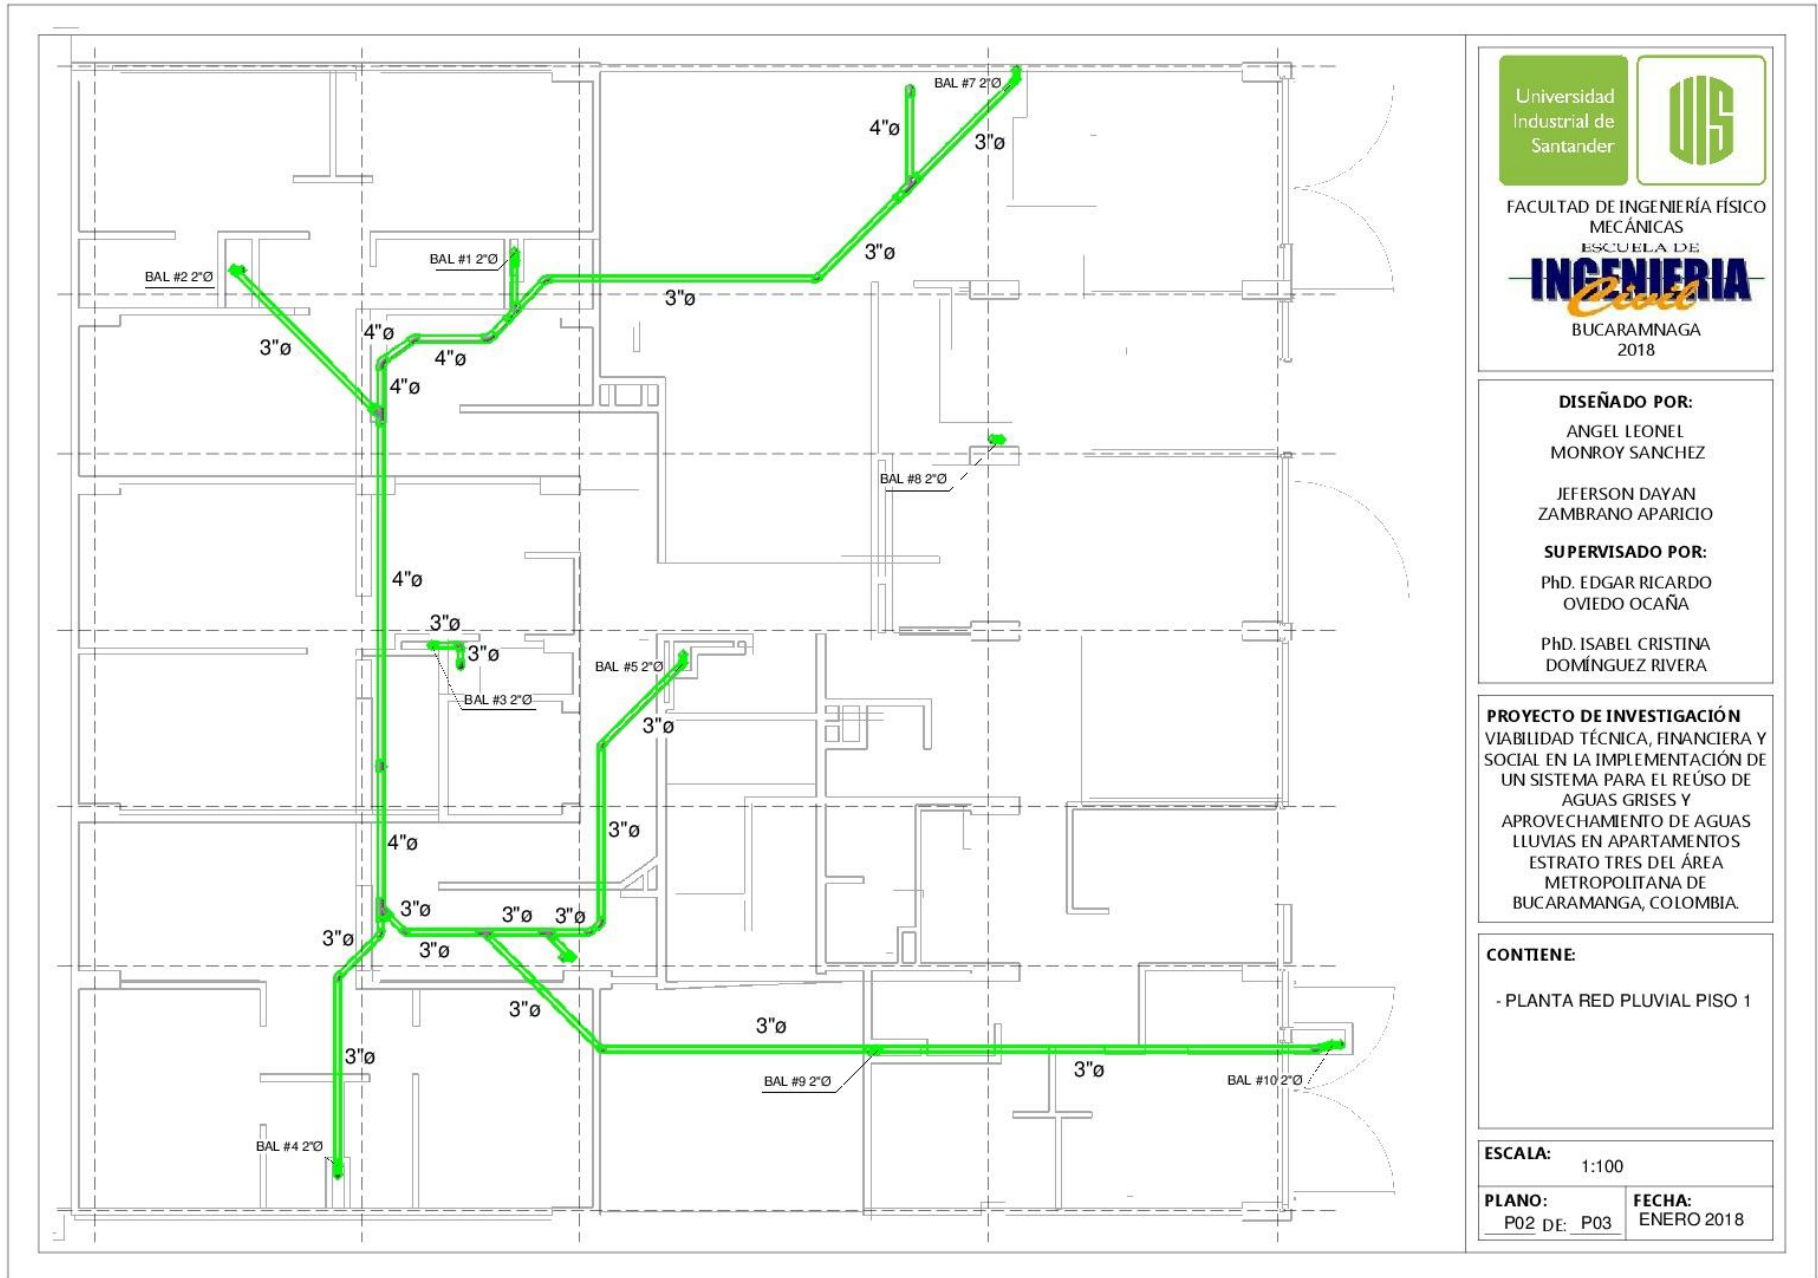 BAL #7 2"Ø
4"ø
3"ø
3"ø
BAL #1 2"Ø
BAL #2 2"Ø
3"ø
4"ø
3"ø
4"ø
4"ø
BAL #8 2"Ø
4"ø
3"ø
3"ø
BAL #5 2"Ø
BAL #3 2"Ø
3"ø
3"ø
4"ø
3"ø
3"ø
3"ø
3"ø
3"ø
3"ø
3"ø
3"ø
3"ø
BAL #9 2"Ø
BAL #10 2"Ø
BAL #4 2"Ø
Universidad
Industrial de
Santander
UIS
FACULTAD DE INGENIERÍA FÍSICO
MECÁNICAS
ESCUELA DE
INGENIERIA
Civil
BUCARAMNAGA
2018
DISEÑADO POR:
ANGEL LEONEL
MONROY SANCHEZ
JEFERSON DAYAN
ZAMBRANO APARICIO
SUPERVISADO POR:
PhD. EDGAR RICARDO
OVIEDO OCAÑA
PhD. ISABEL CRISTINA
DOMÍNGUEZ RIVERA
PROYECTO DE INVESTIGACIÓN
VIABILIDAD TÉCNICA, FINANCIERA Y
SOCIAL EN LA IMPLEMENTACIÓN DE
UN SISTEMA PARA EL REÚSO DE
AGUAS GRISES Y
APROVECHAMIENTO DE AGUAS
LLUVIAS EN APARTAMENTOS
ESTRATO TRES DEL ÁREA
METROPOLITANA DE
BUCARAMANGA, COLOMBIA.
CONTIENE:
- PLANTA RED PLUVIAL PISO 1
ESCALA:
1:100
PLANO:
P02 DE: P03
FECHA:
ENERO 2018